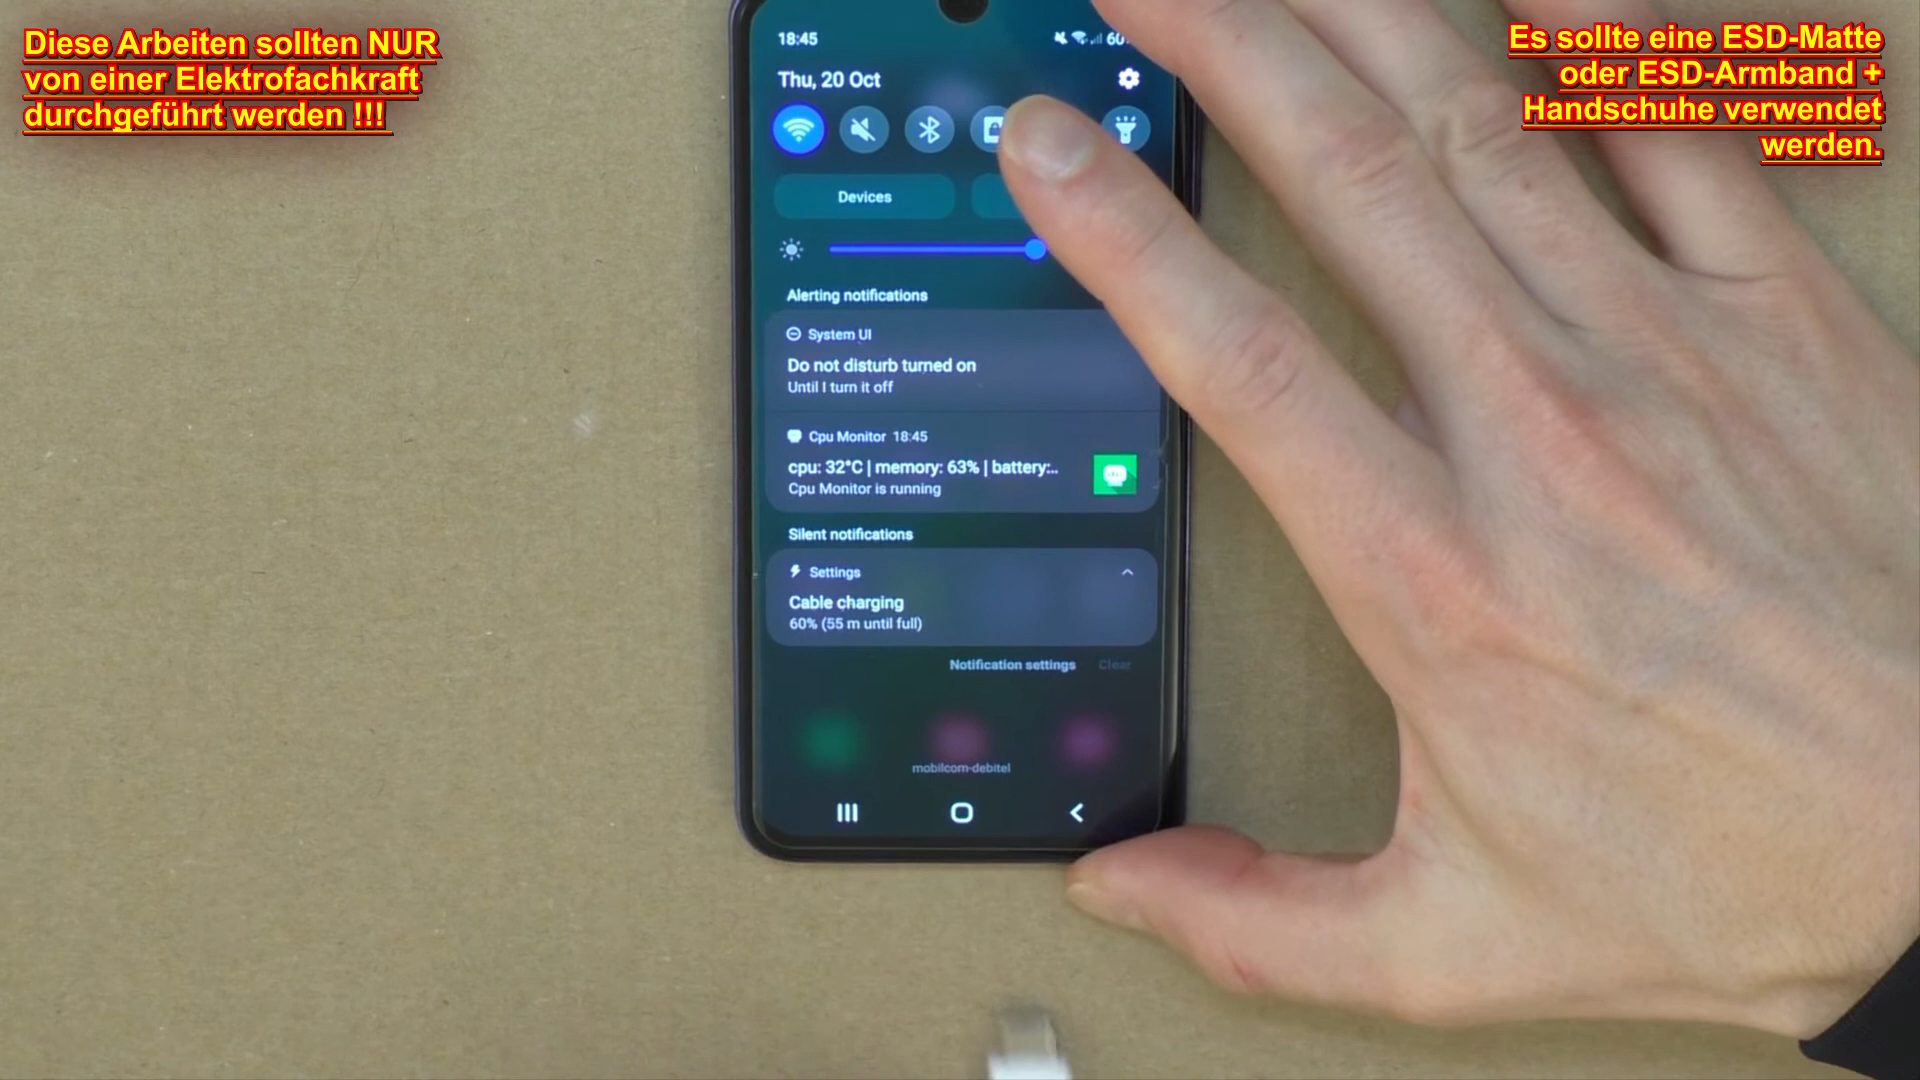 Diese Arbeiten sollten NUR
von einer Elektrofachkraft
durchgeführt werden !!!
Es sollte eine ESD-Matte
oder ESD-Armband +
Handschuhe verwendet
werden.
18:45
Thu, 20 Oct
Devices
Alerting notifications
System UI
Do not disturb turned on
Until I turn it off
Cpu Monitor 18:45
cpu: 32°C | memory: 63% | battery:..
Cpu Monitor is running
Silent notifications
Settings
Cable charging
60% (55 m until full)
Notification settings Clear
mobilcom-debitel